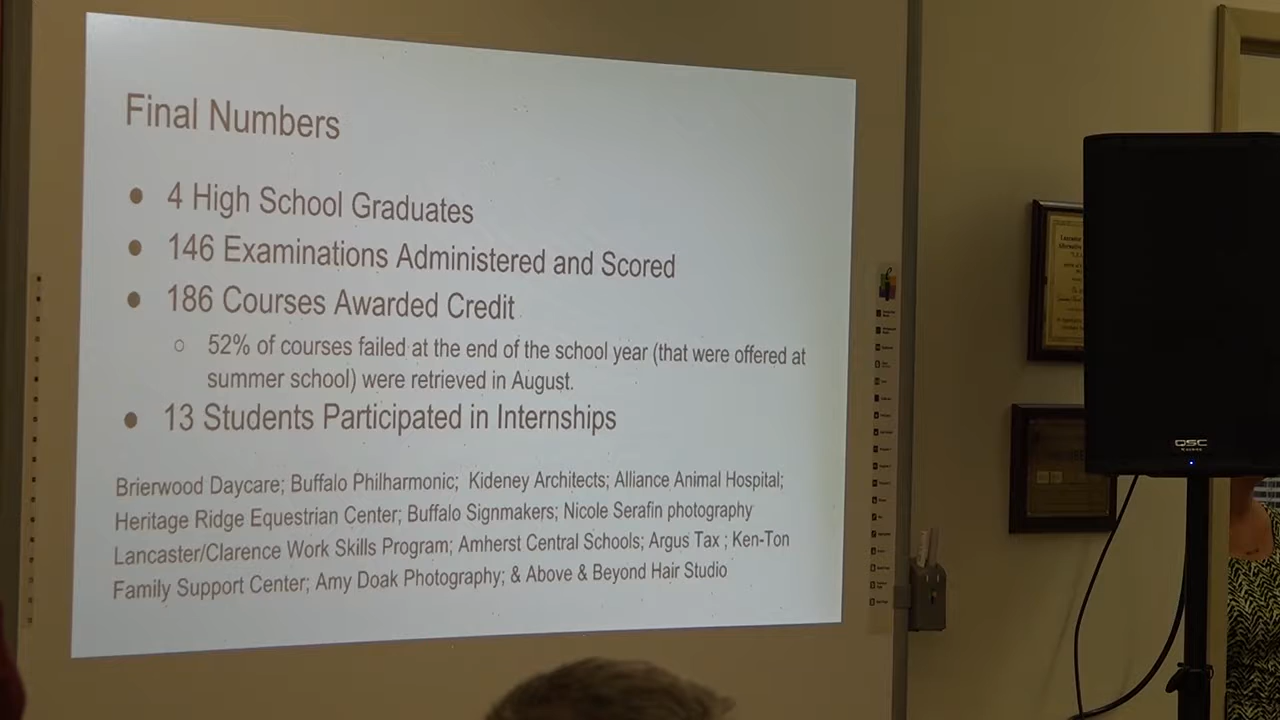 Final Numbers
● 4 High School Graduates
● 146 Examinations Administered and Scored
● 186 Courses Awarded Credit
○ 52% of courses failed at the end of the school year (that were offered at
summer school) were retrieved in August.
● 13 Students Participated in Internships
Brierwood Daycare; Buffalo Philharmonic; Kideney Architects; Alliance Animal Hospital;
Heritage Ridge Equestrian Center; Buffalo Signmakers; Nicole Serafin photography
Lancaster/Clarence Work Skills Program; Amherst Central Schools; Argus Tax ; Ken-Ton
Family Support Center; Amy Doak Photography; & Above & Beyond Hair Studio
QSC